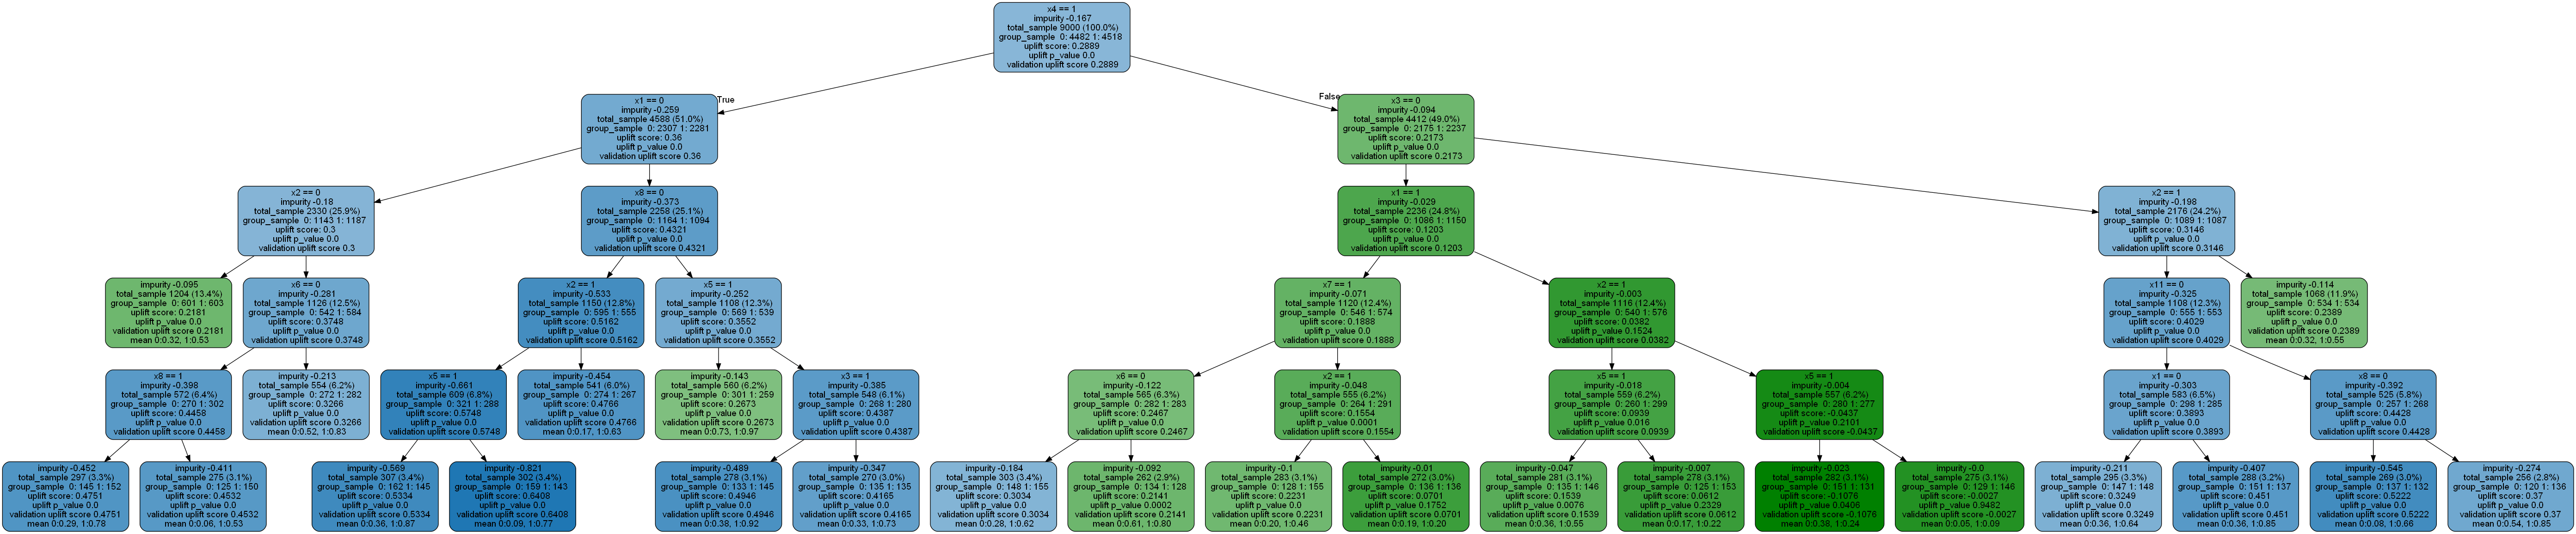 x4 == 1
impurity -0.167
total_sample 9000 (100.0%)
group_sample 0: 4482 1: 4518
uplift score: 0.2889
uplift p_value 0.0
validation uplift score 0.2889
True
False
x1 == 0
impurity -0.259
total_sample 4588 (51.0%)
group_sample 0: 2307 1: 2281
uplift score: 0.36
uplift p_value 0.0
validation uplift score 0.36
x3 == 0
impurity -0.094
total_sample 4412 (49.0%)
group_sample 0: 2175 1: 2237
uplift score: 0.2173
uplift p_value 0.0
validation uplift score 0.2173
x2 == 0
impurity -0.18
total_sample 2330 (25.9%)
group_sample 0: 1143 1: 1187
uplift score: 0.3
uplift p_value 0.0
validation uplift score 0.3
x8 == 0
impurity -0.373
total_sample 2258 (25.1%)
group_sample 0: 1164 1: 1094
uplift score: 0.4321
uplift p_value 0.0
validation uplift score 0.4321
x1 == 1
impurity -0.029
total_sample 2236 (24.8%)
group_sample 0: 1086 1: 1150
uplift score: 0.1203
uplift p_value 0.0
validation uplift score 0.1203
x2 == 1
impurity -0.198
total_sample 2176 (24.2%)
group_sample 0: 1089 1: 1087
uplift score: 0.3146
uplift p_value 0.0
validation uplift score 0.3146
impurity -0.095
total_sample 1204 (13.4%)
group_sample 0: 601 1: 603
uplift score: 0.2181
uplift p_value 0.0
validation uplift score 0.2181
mean 0:0.32, 1:0.53
x6 == 0
impurity -0.281
total_sample 1126 (12.5%)
group_sample 0: 542 1: 584
uplift score: 0.3748
uplift p_value 0.0
validation uplift score 0.3748
x2 == 1
impurity -0.533
total_sample 1150 (12.8%)
group_sample 0: 595 1: 555
uplift score: 0.5162
uplift p_value 0.0
validation uplift score 0.5162
x5 == 1
impurity -0.252
total_sample 1108 (12.3%)
group_sample 0: 569 1: 539
uplift score: 0.3552
uplift p_value 0.0
validation uplift score 0.3552
x7 == 1
impurity -0.071
total_sample 1120 (12.4%)
group_sample 0: 546 1: 574
uplift score: 0.1888
uplift p_value 0.0
validation uplift score 0.1888
x2 == 1
impurity -0.003
total_sample 1116 (12.4%)
group_sample 0: 540 1: 576
uplift score: 0.0382
uplift p_value 0.1524
validation uplift score 0.0382
x11 == 0
impurity -0.325
total_sample 1108 (12.3%)
group_sample 0: 555 1: 553
uplift score: 0.4029
uplift p_value 0.0
validation uplift score 0.4029
impurity -0.114
total_sample 1068 (11.9%)
group_sample 0: 534 1: 534
uplift score: 0.2389
uplift p_value 0.0
validation uplift score 0.2389
mean 0:0.32, 1:0.55
x8 == 1
impurity -0.398
total_sample 572 (6.4%)
group_sample 0: 270 1: 302
uplift score: 0.4458
uplift p_value 0.0
validation uplift score 0.4458
impurity -0.213
total_sample 554 (6.2%)
group_sample 0: 272 1: 282
uplift score: 0.3266
uplift p_value 0.0
validation uplift score 0.3266
mean 0:0.52, 1:0.83
x5 == 1
impurity -0.661
total_sample 609 (6.8%)
group_sample 0: 321 1: 288
uplift score: 0.5748
uplift p_value 0.0
validation uplift score 0.5748
impurity -0.454
total_sample 541 (6.0%)
group_sample 0: 274 1: 267
uplift score: 0.4766
uplift p_value 0.0
validation uplift score 0.4766
mean 0:0.17, 1:0.63
impurity -0.143
total_sample 560 (6.2%)
group_sample 0: 301 1: 259
uplift score: 0.2673
uplift p_value 0.0
validation uplift score 0.2673
mean 0:0.73, 1:0.97
x3 == 1
impurity -0.385
total_sample 548 (6.1%)
group_sample 0: 268 1: 280
uplift score: 0.4387
uplift p_value 0.0
validation uplift score 0.4387
x6 == 0
impurity -0.122
total_sample 565 (6.3%)
group_sample 0: 282 1: 283
uplift score: 0.2467
uplift p_value 0.0
validation uplift score 0.2467
x2 == 1
impurity -0.048
total_sample 555 (6.2%)
group_sample 0: 264 1: 291
uplift score: 0.1554
uplift p_value 0.0001
validation uplift score 0.1554
x5 == 1
impurity -0.018
total_sample 559 (6.2%)
group_sample 0: 260 1: 299
uplift score: 0.0939
uplift p_value 0.016
validation uplift score 0.0939
x5 == 1
impurity -0.004
total_sample 557 (6.2%)
group_sample 0: 280 1: 277
uplift score: -0.0437
uplift p_value 0.2101
validation uplift score -0.0437
x1 == 0
impurity -0.303
total_sample 583 (6.5%)
group_sample 0: 298 1: 285
uplift score: 0.3893
uplift p_value 0.0
validation uplift score 0.3893
x8 == 0
impurity -0.392
total_sample 525 (5.8%)
group_sample 0: 257 1: 268
uplift score: 0.4428
uplift p_value 0.0
validation uplift score 0.4428
impurity -0.452
total_sample 297 (3.3%)
group_sample 0: 145 1: 152
uplift score: 0.4751
uplift p_value 0.0
validation uplift score 0.4751
mean 0:0.29, 1:0.78
impurity -0.411
total_sample 275 (3.1%)
group_sample 0: 125 1: 150
uplift score: 0.4532
uplift p_value 0.0
validation uplift score 0.4532
mean 0:0.06, 1:0.53
impurity -0.569
total_sample 307 (3.4%)
group_sample 0: 162 1: 145
uplift score: 0.5334
uplift p_value 0.0
validation uplift score 0.5334
mean 0:0.36, 1:0.87
impurity -0.821
total_sample 302 (3.4%)
group_sample 0: 159 1: 143
uplift score: 0.6408
uplift p_value 0.0
validation uplift score 0.6408
mean 0:0.09, 1:0.77
impurity -0.489
total_sample 278 (3.1%)
group_sample 0: 133 1: 145
uplift score: 0.4946
uplift p_value 0.0
validation uplift score 0.4946
mean 0:0.38, 1:0.92
impurity -0.347
total_sample 270 (3.0%)
group_sample 0: 135 1: 135
uplift score: 0.4165
uplift p_value 0.0
validation uplift score 0.4165
mean 0:0.33, 1:0.73
impurity -0.184
total_sample 303 (3.4%)
group_sample 0: 148 1: 155
uplift score: 0.3034
uplift p_value 0.0
validation uplift score 0.3034
mean 0:0.28, 1:0.62
impurity -0.092
total_sample 262 (2.9%)
group_sample 0: 134 1: 128
uplift score: 0.2141
uplift p_value 0.0002
validation uplift score 0.2141
mean 0:0.61, 1:0.80
impurity -0.1
total_sample 283 (3.1%)
group_sample 0: 128 1: 155
uplift score: 0.2231
uplift p_value 0.0
validation uplift score 0.2231
mean 0:0.20, 1:0.46
impurity -0.01
total_sample 272 (3.0%)
group_sample 0: 136 1: 136
uplift score: 0.0701
uplift p_value 0.1752
validation uplift score 0.0701
mean 0:0.19, 1:0.20
impurity -0.047
total_sample 281 (3.1%)
group_sample 0: 135 1: 146
uplift score: 0.1539
uplift p_value 0.0076
validation uplift score 0.1539
mean 0:0.36, 1:0.55
impurity -0.007
total_sample 278 (3.1%)
group_sample 0: 125 1: 153
uplift score: 0.0612
uplift p_value 0.2329
validation uplift score 0.0612
mean 0:0.17, 1:0.22
impurity -0.023
total_sample 282 (3.1%)
group_sample 0: 151 1: 131
uplift score: -0.1076
uplift p_value 0.0406
validation uplift score -0.1076
mean 0:0.38, 1:0.24
impurity -0.0
total_sample 275 (3.1%)
group_sample 0: 129 1: 146
uplift score: -0.0027
uplift p_value 0.9482
validation uplift score -0.0027
mean 0:0.05, 1:0.09
impurity -0.211
total_sample 295 (3.3%)
group_sample 0: 147 1: 148
uplift score: 0.3249
uplift p_value 0.0
validation uplift score 0.3249
mean 0:0.36, 1:0.64
impurity -0.407
total_sample 288 (3.2%)
group_sample 0: 151 1: 137
uplift score: 0.451
uplift p_value 0.0
validation uplift score 0.451
mean 0:0.36, 1:0.85
impurity -0.545
total_sample 269 (3.0%)
group_sample 0: 137 1: 132
uplift score: 0.5222
uplift p_value 0.0
validation uplift score 0.5222
mean 0:0.08, 1:0.66
impurity -0.274
total_sample 256 (2.8%)
group_sample 0: 120 1: 136
uplift score: 0.37
uplift p_value 0.0
validation uplift score 0.37
mean 0:0.54, 1:0.85